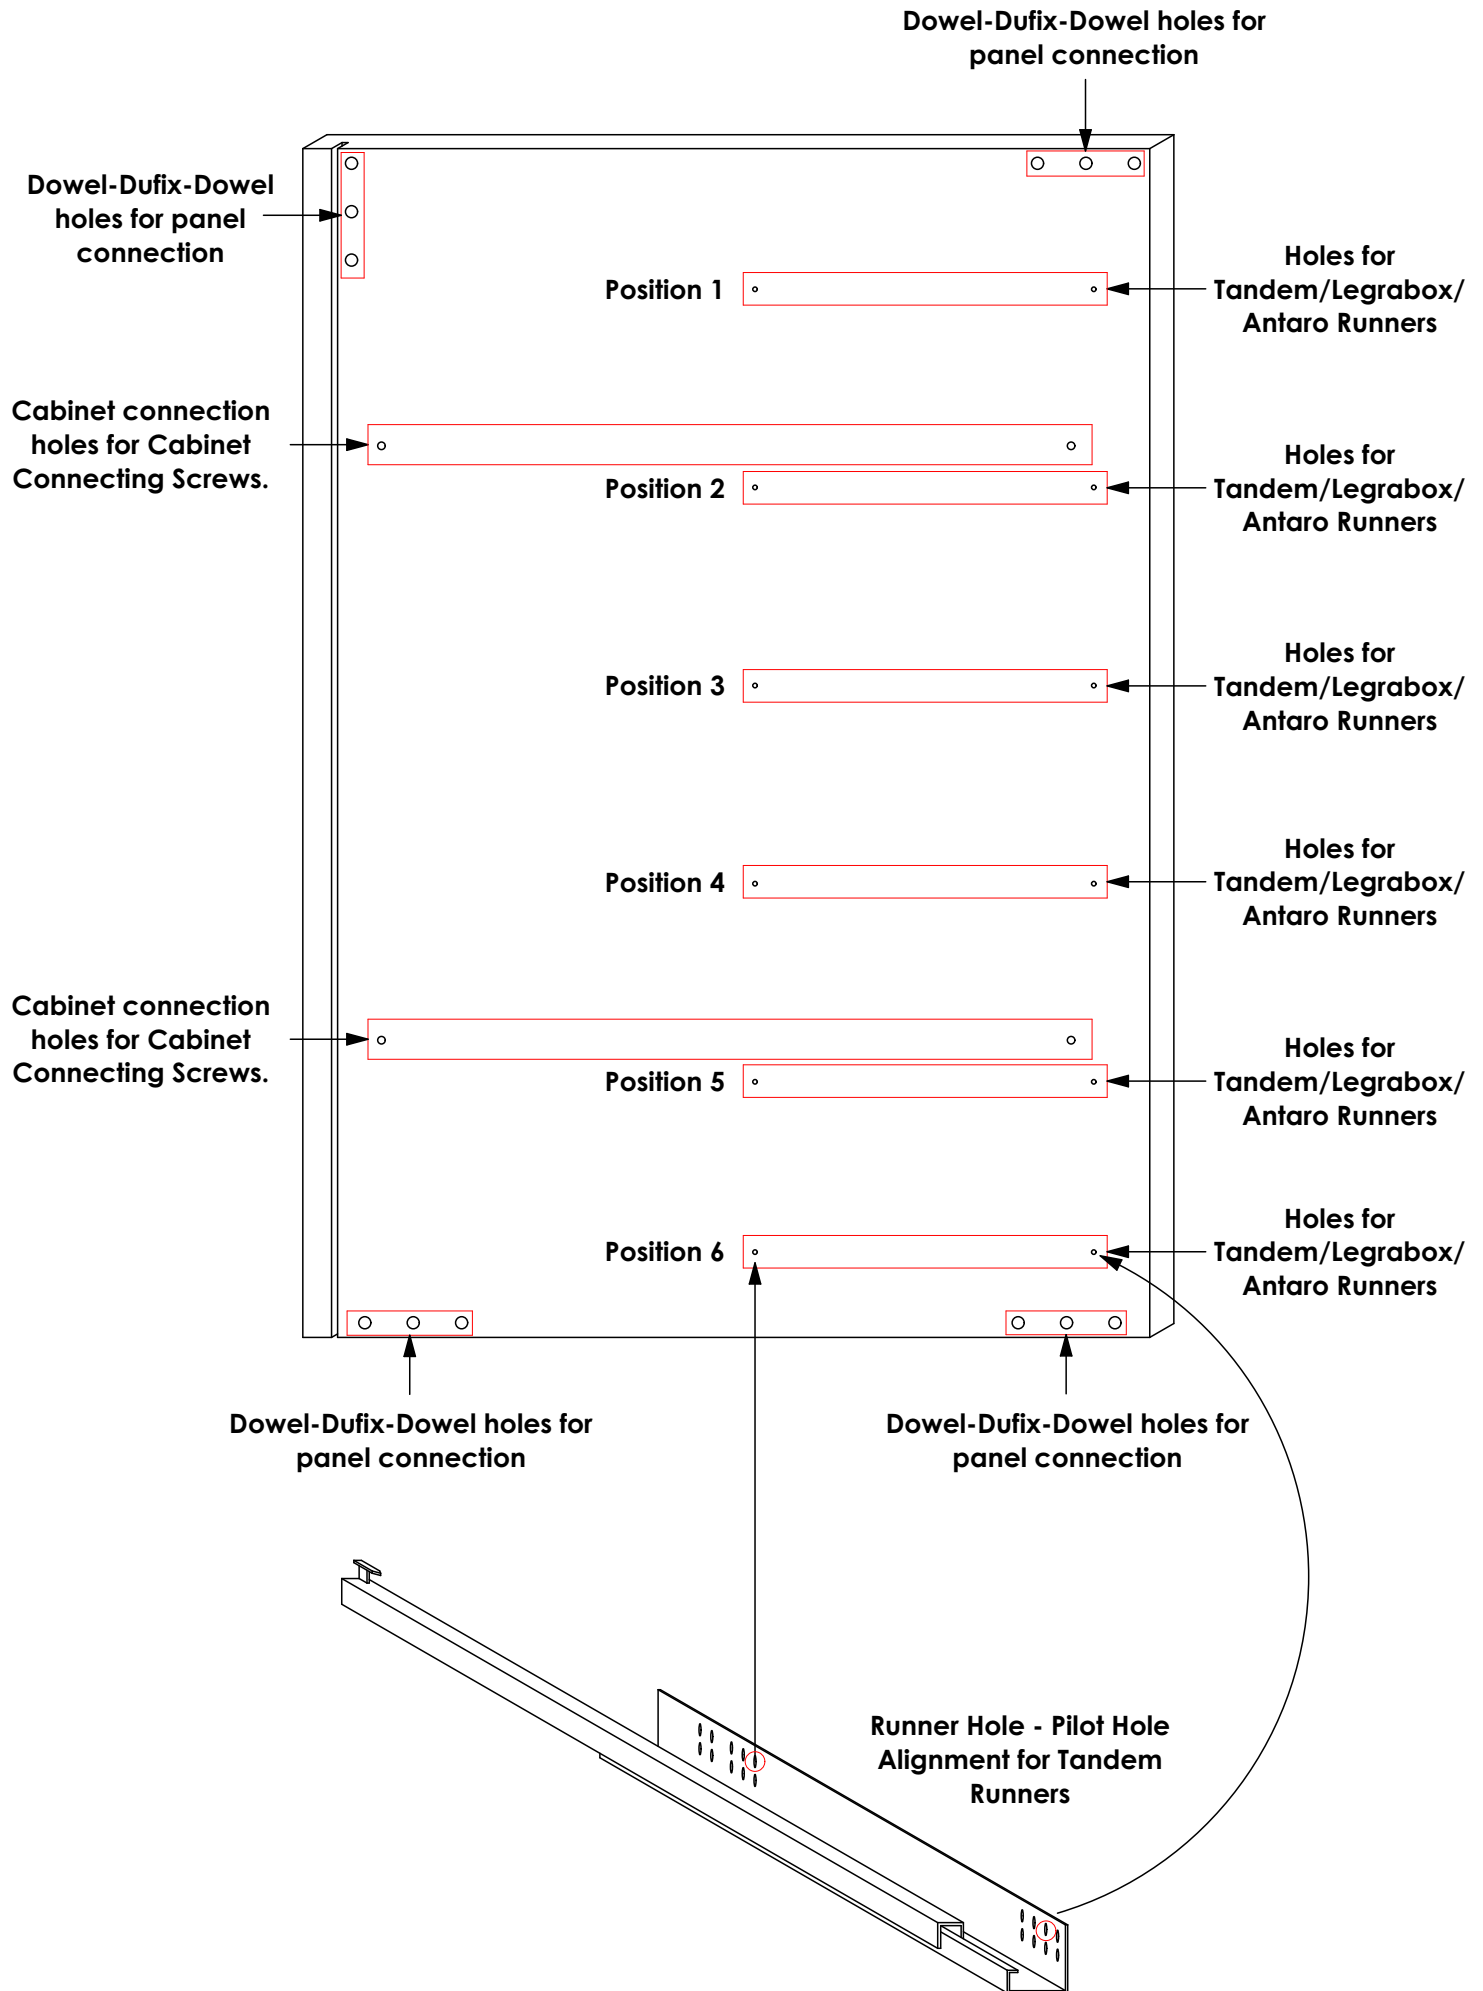 Dowel-Dufix-Dowel holes for
panel connection
Dowel-Dufix-Dowel
holes for panel
connection
Position 1
Holes for
Tandem/Legrabox/
Antaro Runners
Cabinet connection
holes for Cabinet
Connecting Screws.
Position 2
Holes for
Tandem/Legrabox/
Antaro Runners
Position 3
Holes for
Tandem/Legrabox/
Antaro Runners
Position 4
Holes for
Tandem/Legrabox/
Antaro Runners
Cabinet connection
holes for Cabinet
Connecting Screws.
Position 5
Holes for
Tandem/Legrabox/
Antaro Runners
Position 6
Holes for
Tandem/Legrabox/
Antaro Runners
Dowel-Dufix-Dowel holes for
panel connection
Dowel-Dufix-Dowel holes for
panel connection
Runner Hole - Pilot Hole
Alignment for Tandem
Runners